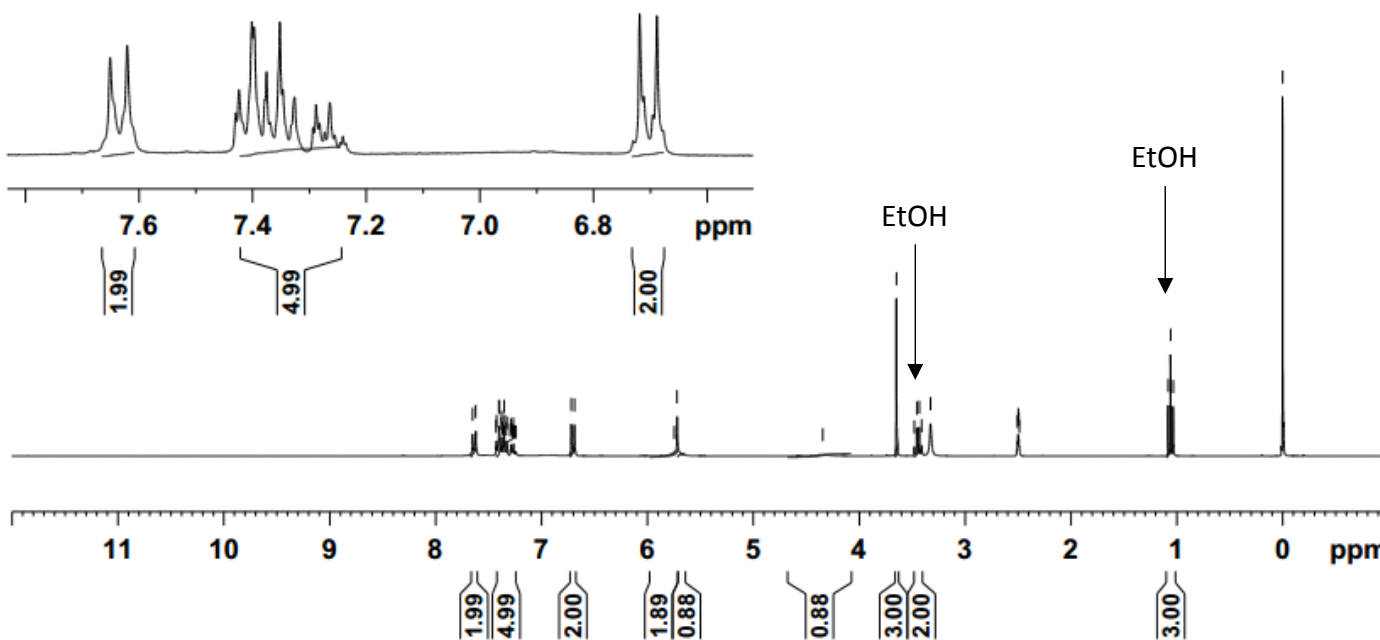 EtOH
EtOH
7.6 7.4 7.2 7.0 6.8 ppm
1.99 4.99 2.00
11 10 9 8 7 6 5 4 3 2 1 0 ppm
1.99 4.99 2.00 1.89 0.88 0.88 3.00 2.00 3.00